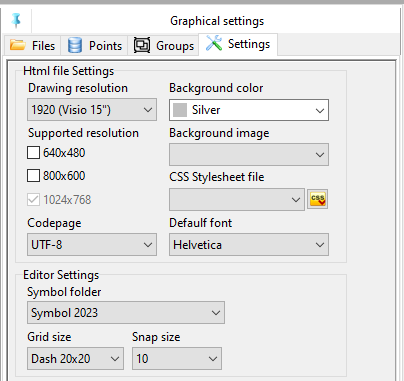 Graphical settings
Files Points Groups Settings
Html file Settings
Drawing resolution Background color
1920 (Visio 15") Silver
Supported resolution Background image
640x480
800x600 CSS Stylesheet file
1024x768 CSS
Codepage Defaulf font
UTF-8 Helvetica
Editor Settings
Symbol folder
Symbol 2023
Grid size Snap size
Dash 20x20 10